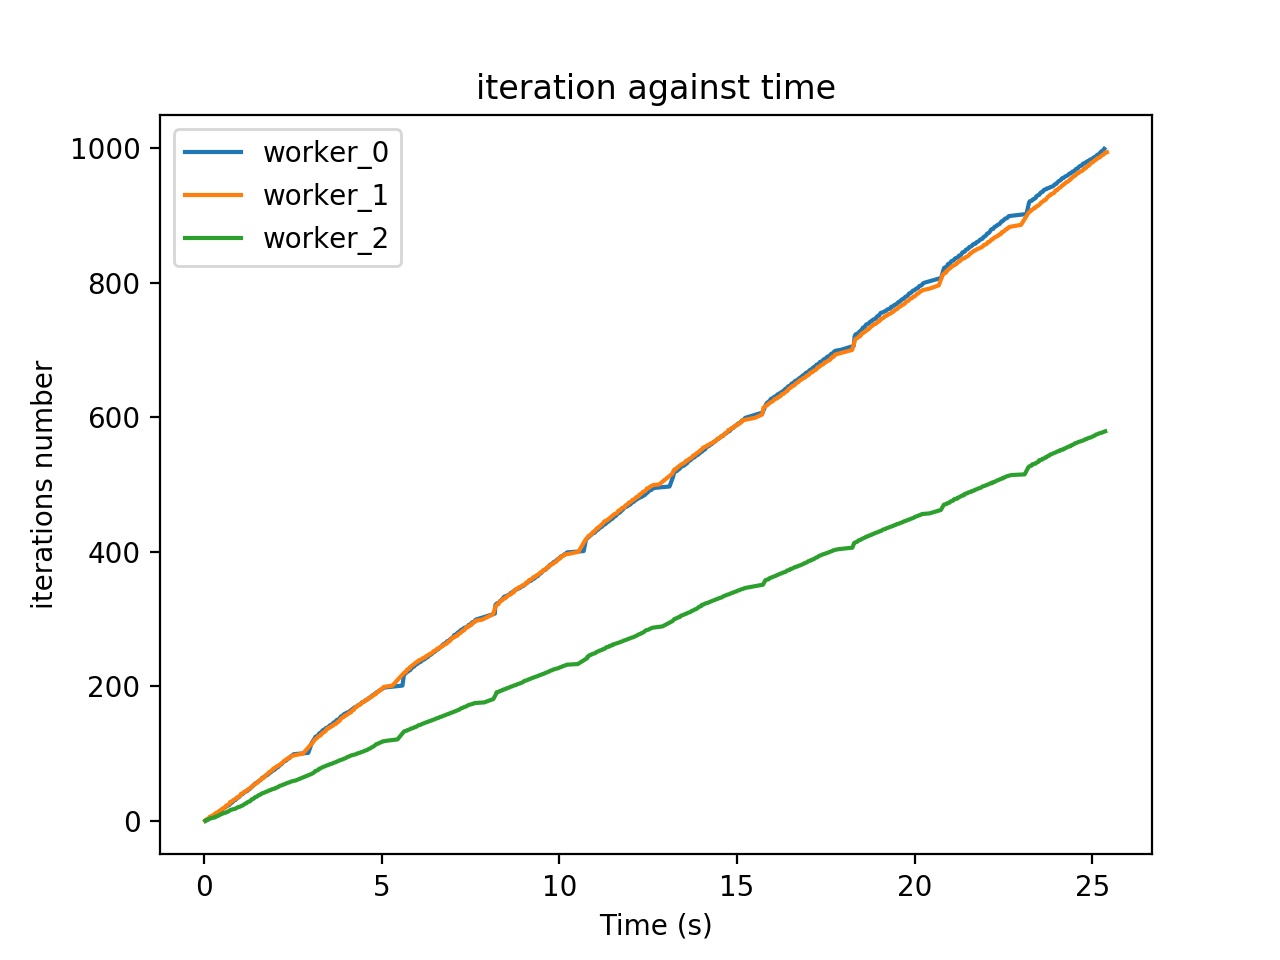 iteration against time
worker_0
worker_1
worker_2
1000
800
600
400
200
0
iterations number
0 5 10 15 20 25
Time (s)